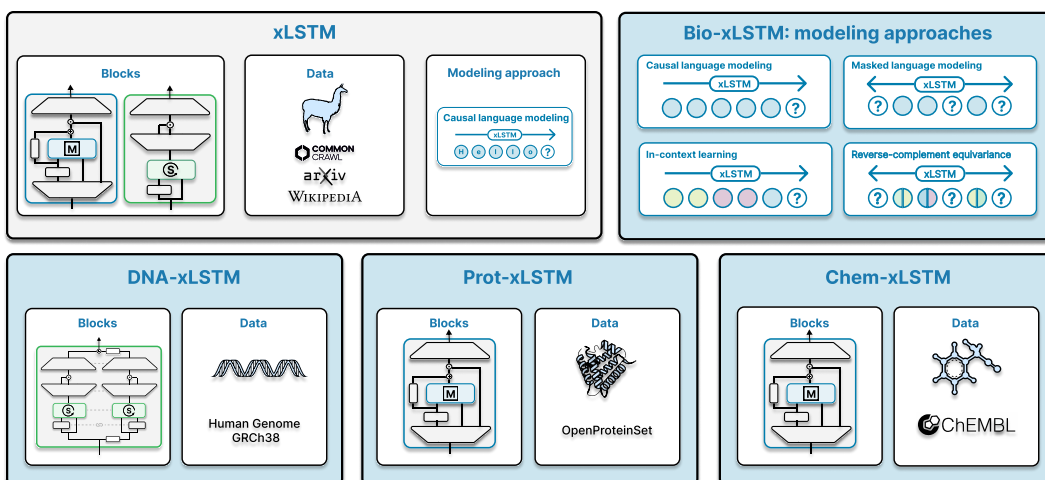 xLSTM
Blocks
M
S
Data
COMMON
CRAWL
arXiv
WIKIPEDIA
Modeling approach
Causal language modeling
xLSTM
H e l l o ?
Bio-xLSTM: modeling approaches
Causal language modeling
xLSTM
?
Masked language modeling
xLSTM
? ? ?
In-context learning
xLSTM
?
Reverse-complement equivariance
xLSTM
? ? ?
DNA-xLSTM
Blocks
S S
Data
Human Genome
GRCh38
Prot-xLSTM
Blocks
M
Data
OpenProteinSet
Chem-xLSTM
Blocks
M
Data
ChEMBL